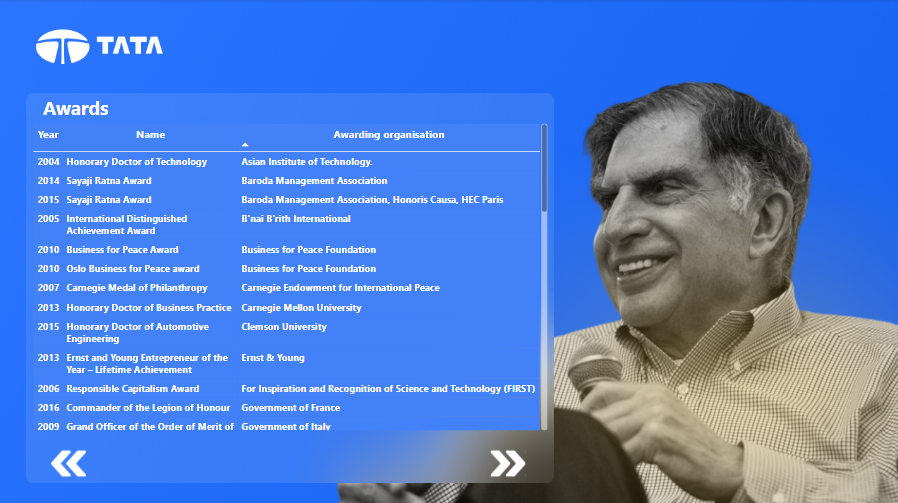 TATA
Awards
Year Name Awarding organisation
2004 Honorary Doctor of Technology Asian Institute of Technology.
2014 Sayaji Ratna Award Baroda Management Association
2015 Sayaji Ratna Award Baroda Management Association, Honoris Causa, HEC Paris
2005 International Distinguished B'nai B'rith International
Achievement Award
2010 Business for Peace Award Business for Peace Foundation
2010 Oslo Business for Peace award Business for Peace Foundation
2007 Carnegie Medal of Philanthropy Carnegie Endowment for International Peace
2013 Honorary Doctor of Business Practice Carnegie Mellon University
2015 Honorary Doctor of Automotive Clemson University
Engineering
2013 Ernst and Young Entrepreneur of the Ernst & Young
Year – Lifetime Achievement
2006 Responsible Capitalism Award For Inspiration and Recognition of Science and Technology (FIRST)
2016 Commander of the Legion of Honour Government of France
2009 Grand Officer of the Order of Merit of Government of Italy